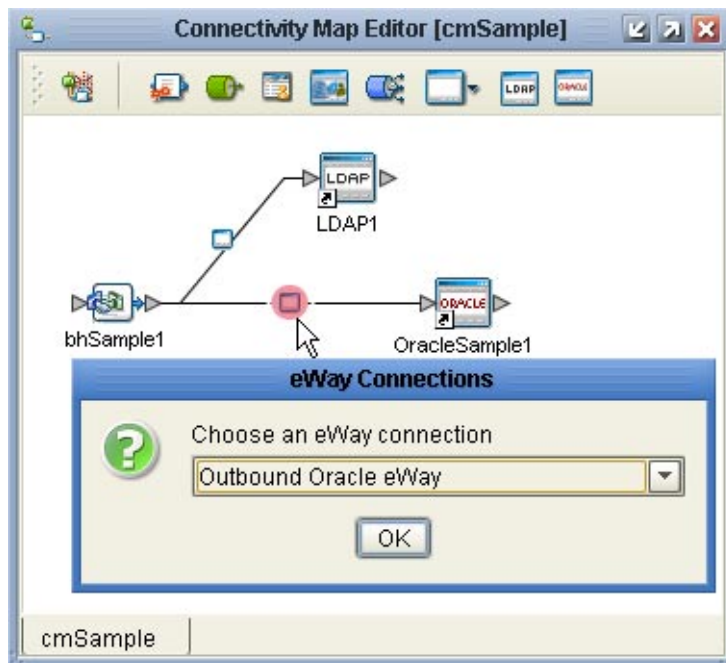 Connectivity Map Editor [cmSample]
LDAP
ORACLE
LDAP
LDAP1
ORACLE
bhSample1
OracleSample1
eWay Connections
Choose an eWay connection
Outbound Oracle eWay
OK
cmSample